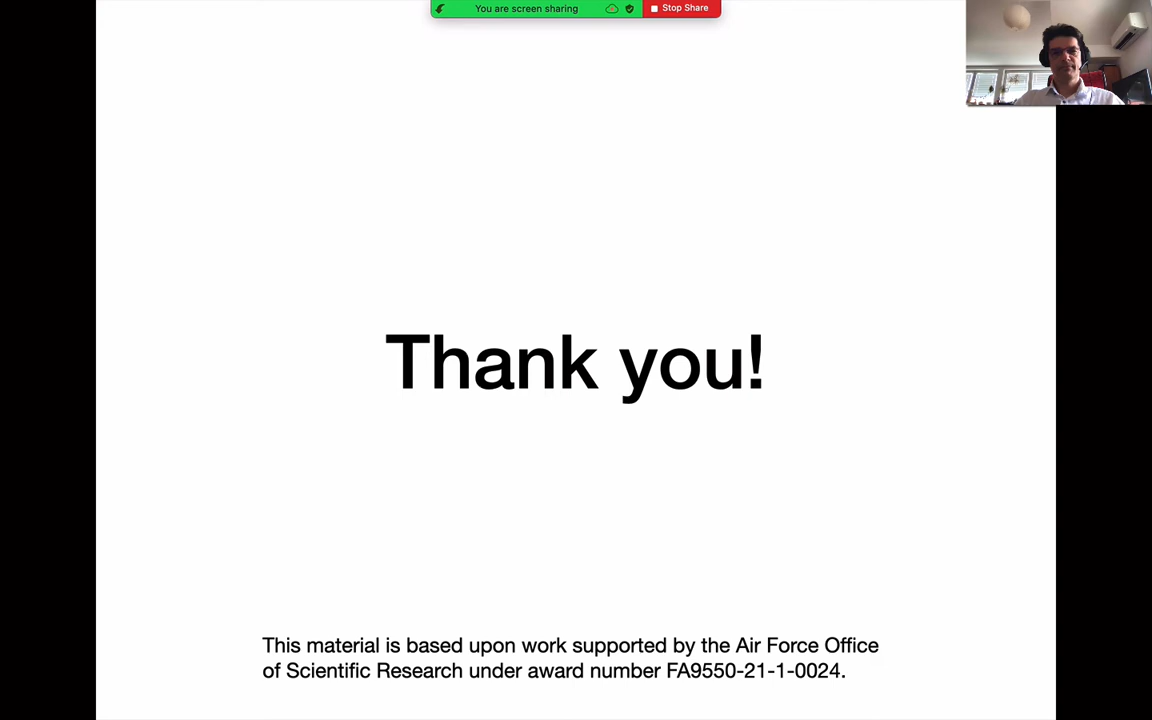 You are screen sharing
Stop Share
Thank you!
This material is based upon work supported by the Air Force Office
of Scientific Research under award number FA9550-21-1-0024.